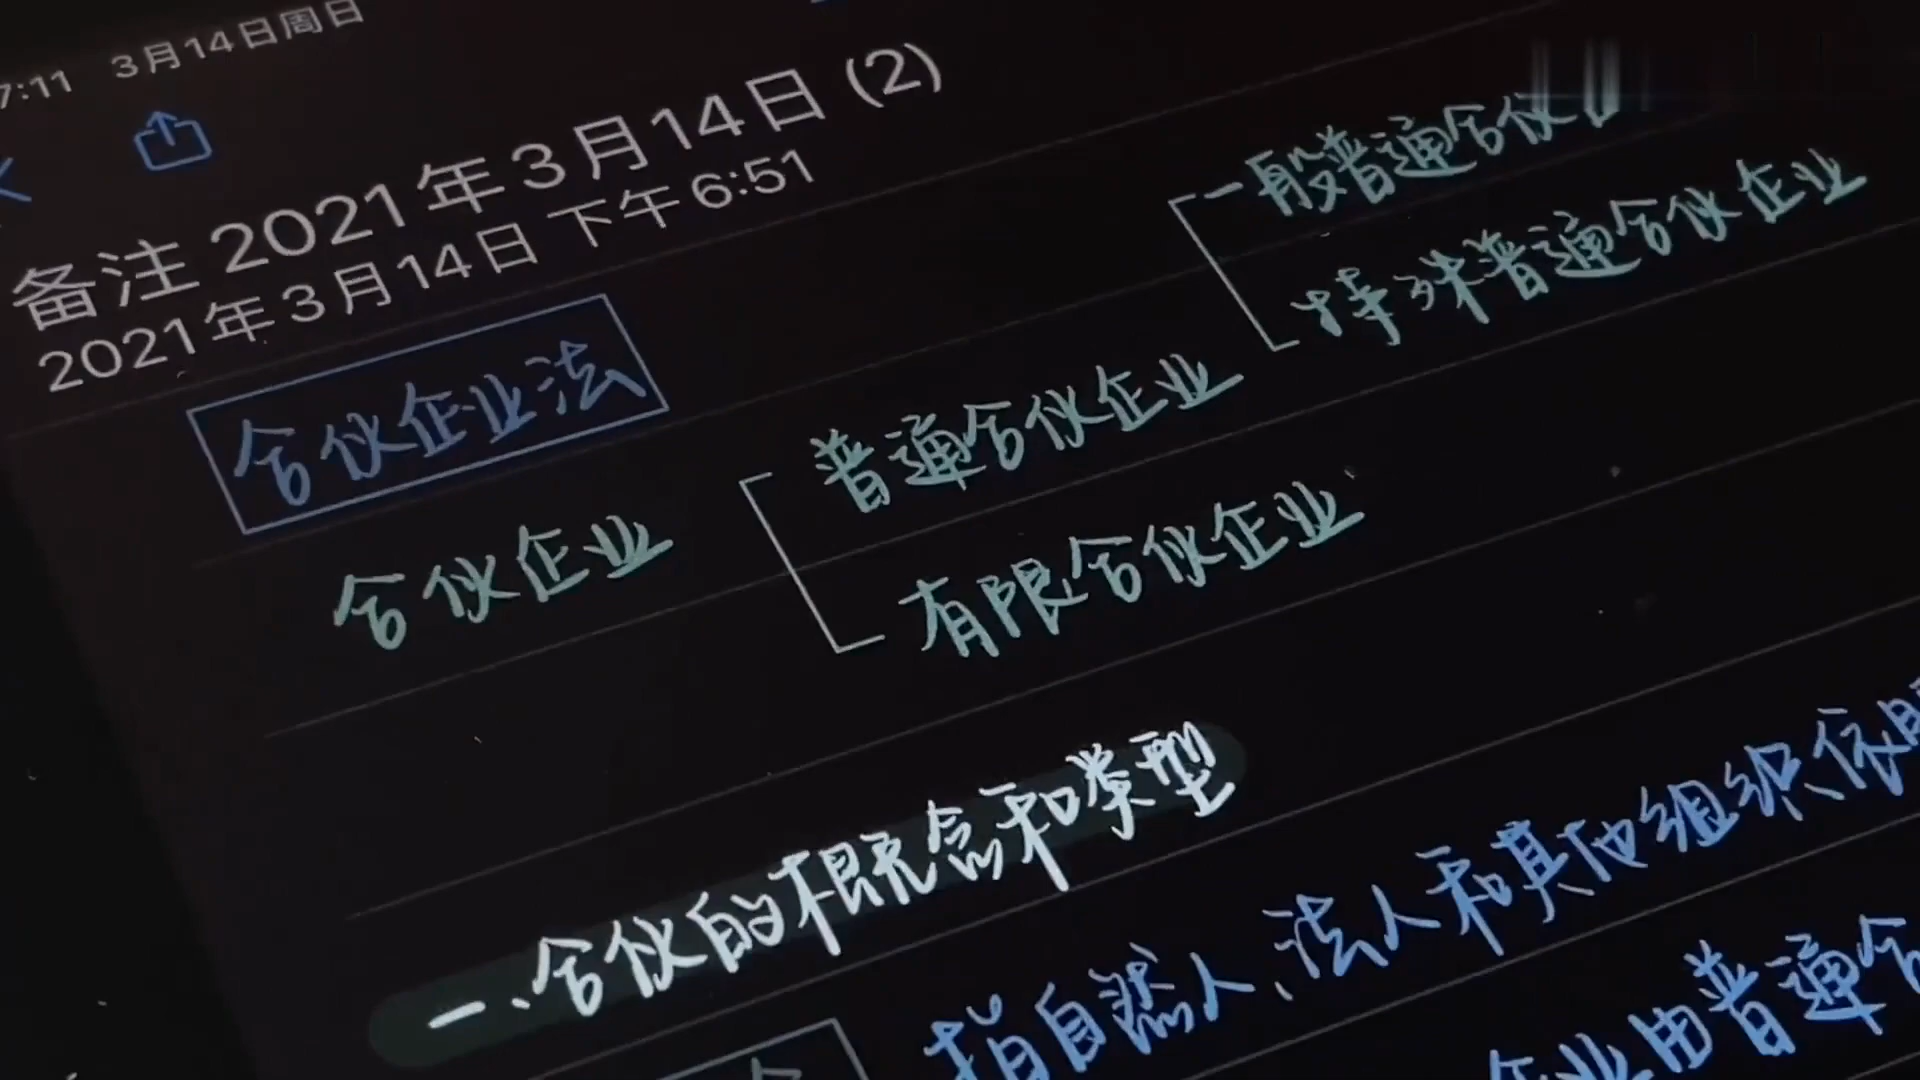 7:11 3月14日周日
备注 2021年3月14日 (2)
2021年3月14日 下午6:51
合伙企业法
一般普通合伙
特殊普通合伙企业
普通合伙企业
合伙企业
有限合伙企业
一、合伙的概念和类型
指自然人、法人和其他组织依
企业由普通合